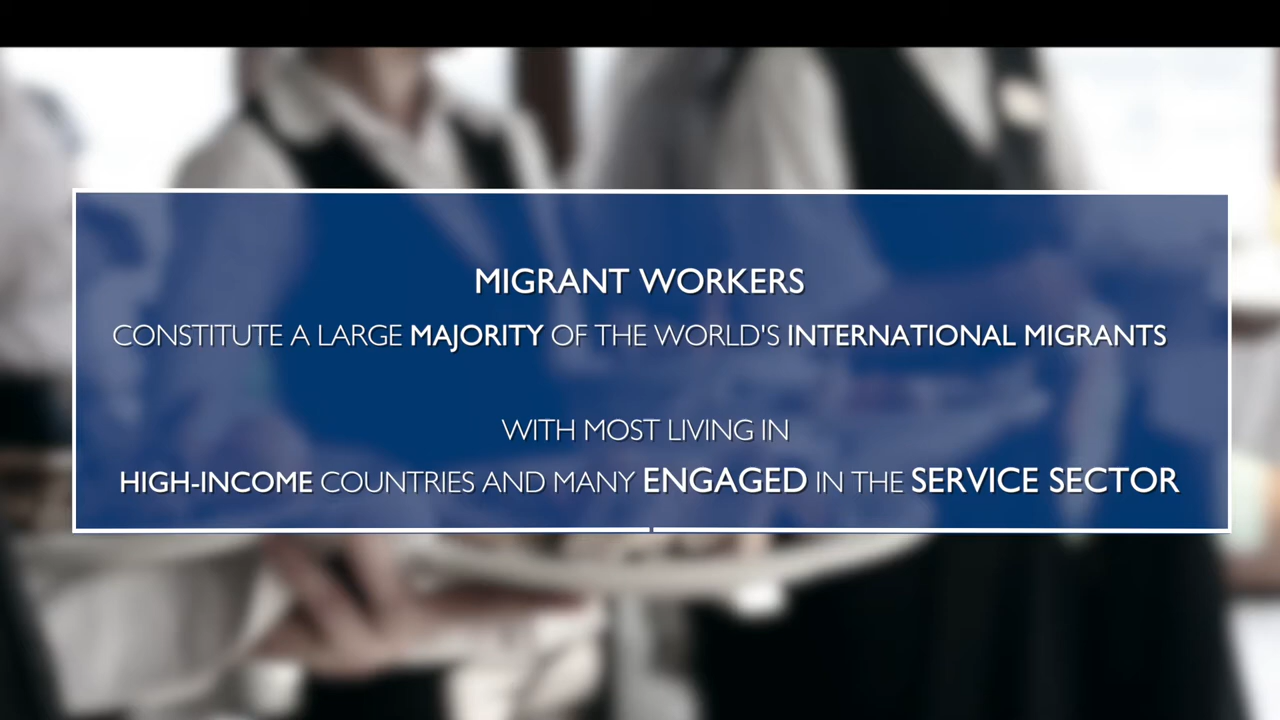 MIGRANT WORKERS
CONSTITUTE A LARGE MAJORITY OF THE WORLD'S INTERNATIONAL MIGRANTS
WITH MOST LIVING IN
HIGH-INCOME COUNTRIES AND MANY ENGAGED IN THE SERVICE SECTOR